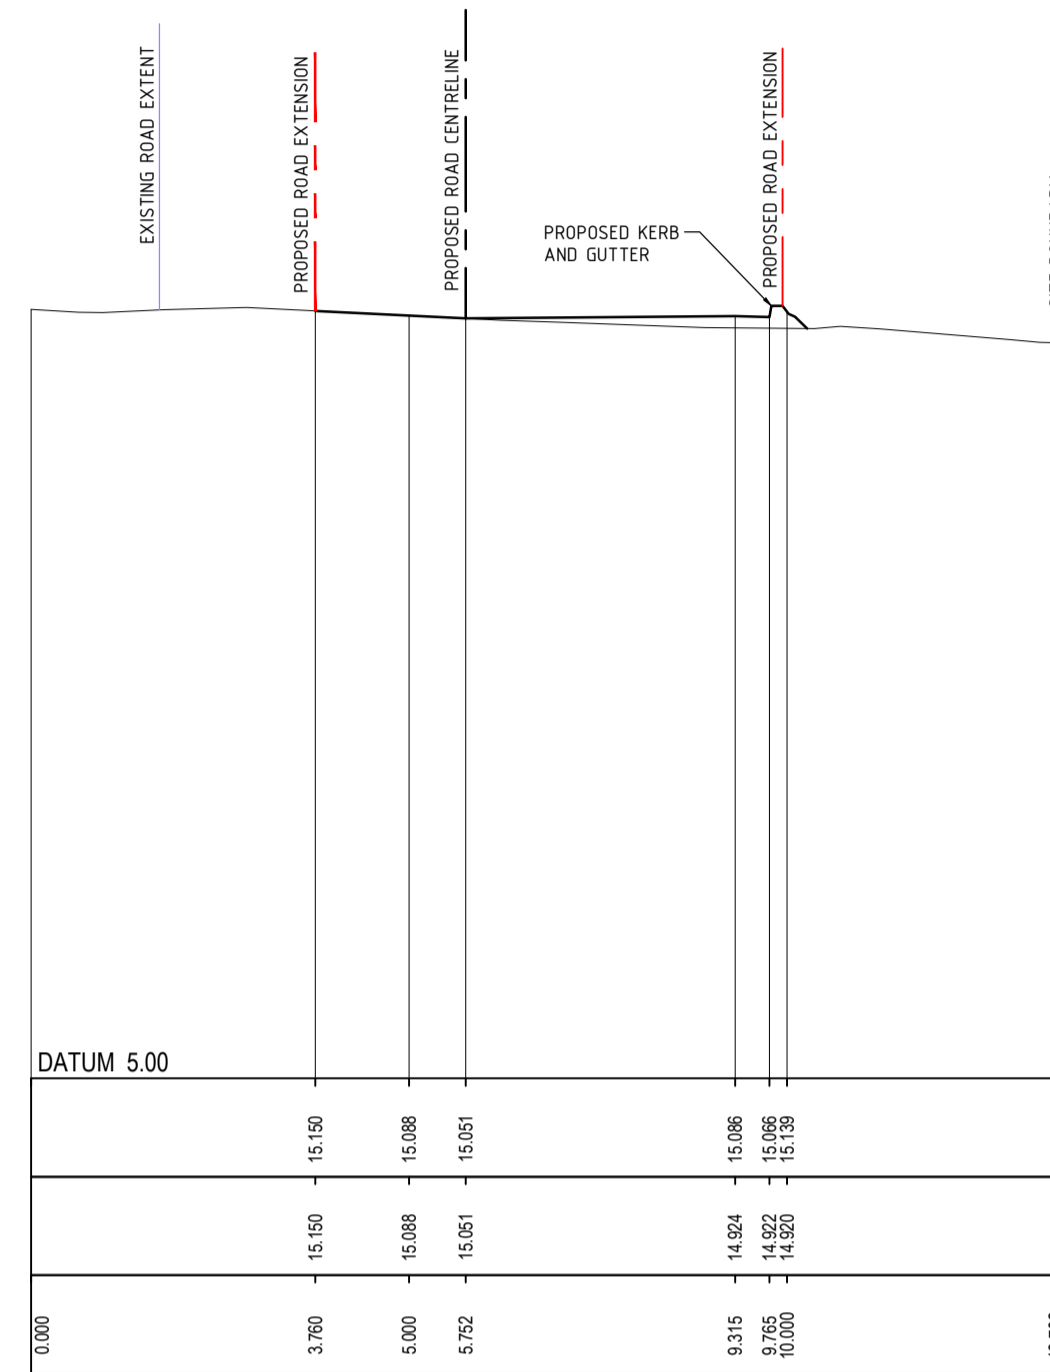 EXISTING ROAD EXTENT
PROPOSED ROAD EXTENSION
PROPOSED ROAD CENTRELINE
PROPOSED KERB
AND GUTTER
PROPOSED ROAD EXTENSION
DATUM 5.00
15.150 15.088 15.051 15.086 15.066 15.139
15.150 15.088 15.051 14.924 14.922 14.920
0.000 3.760 5.000 5.752 9.315 9.765 10.000